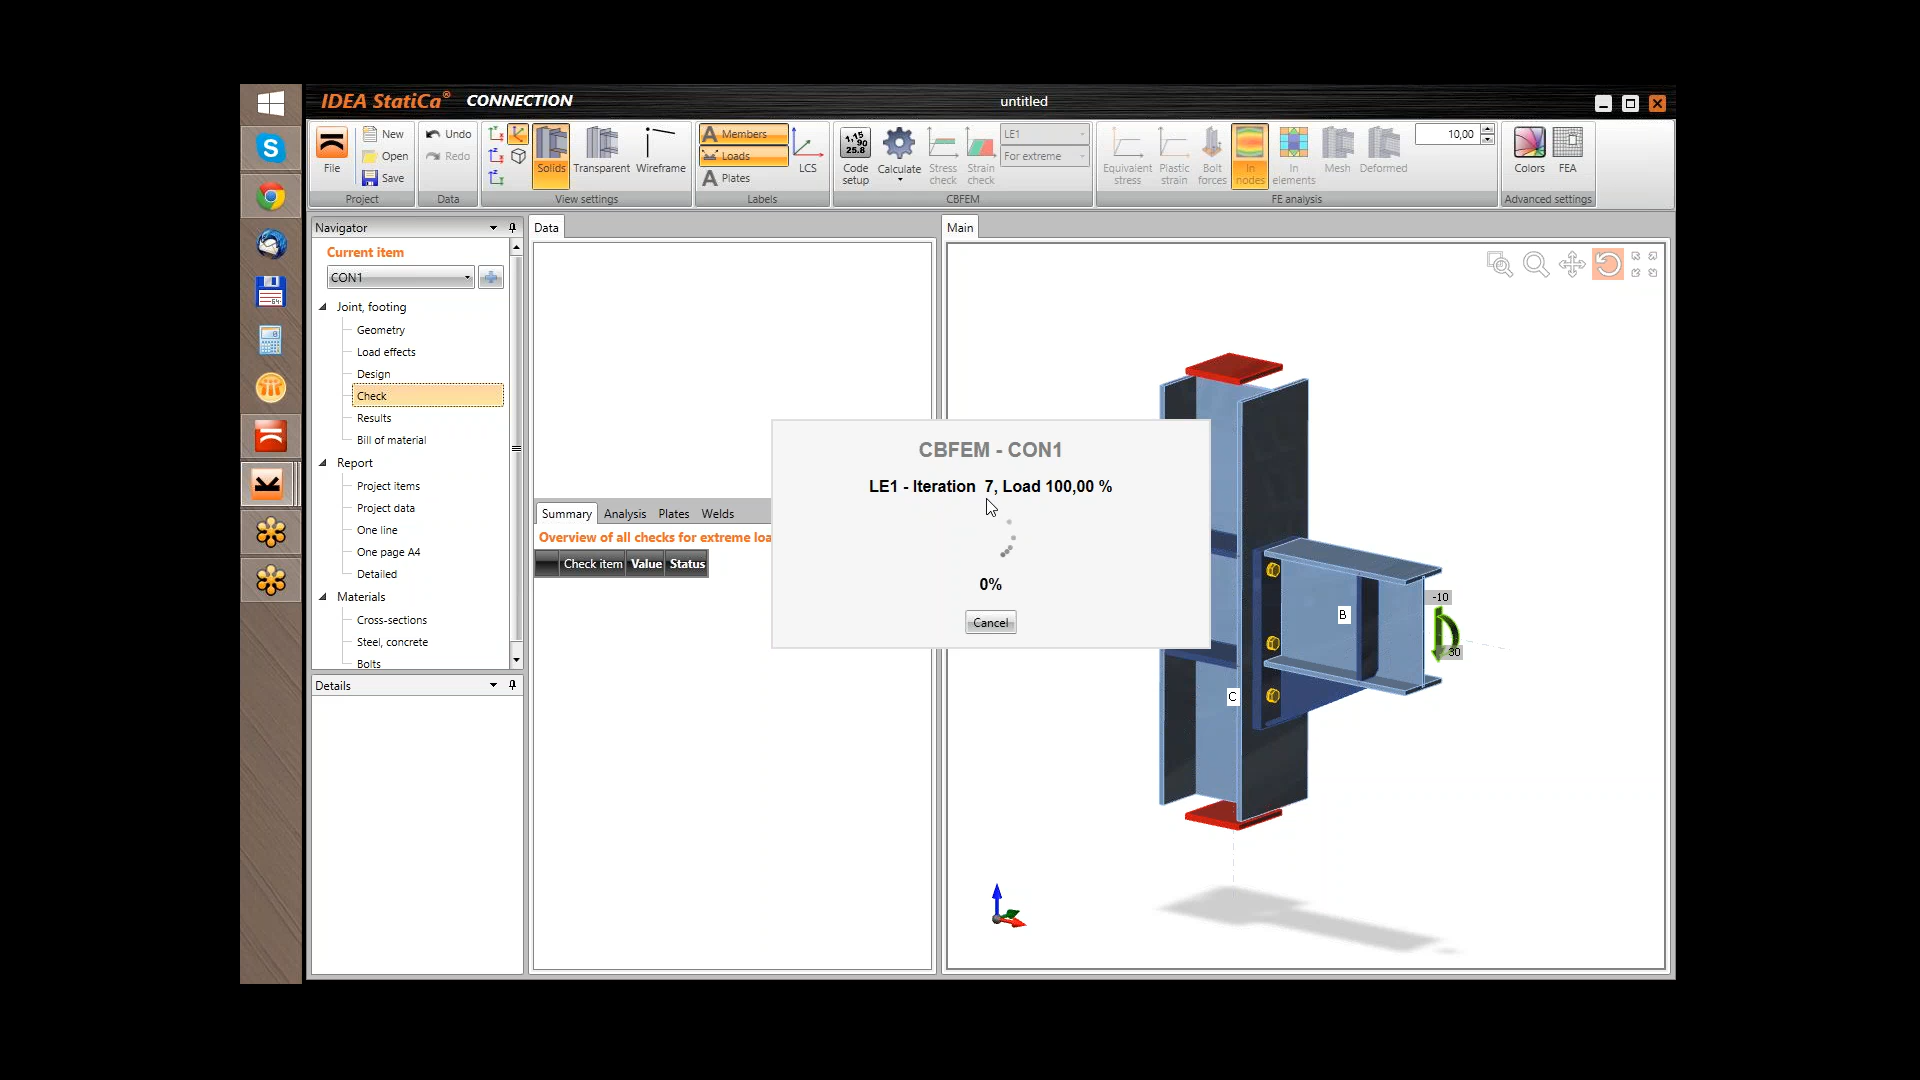 IDEA StatiCa® CONNECTION
untitled
File
New
Open
Save
Project
Undo
Redo
Data
Solids
Transparent
Wireframe
View settings
Members
Loads
Plates
LCS
Labels
Code setup
Calculate
Stress check
Strain check
LE1
For extreme
CBFEM
Equivalent stress
Plastic strain
Bolt forces
In nodes
In elements
Mesh
Deformed
10,00
FE analysis
Colors
FEA
Advanced settings
Navigator
Current item
CON1
Joint, footing
Geometry
Load effects
Design
Check
Results
Bill of material
Report
Project items
Project data
One line
One page A4
Detailed
Materials
Cross-sections
Steel, concrete
Bolts
Details
Data
Summary Analysis Plates Welds
Overview of all checks for extreme loa
Check item Value Status
Main
CBFEM - CON1
LE1 - Iteration 7, Load 100,00 %
0%
Cancel
B
C
-10
30